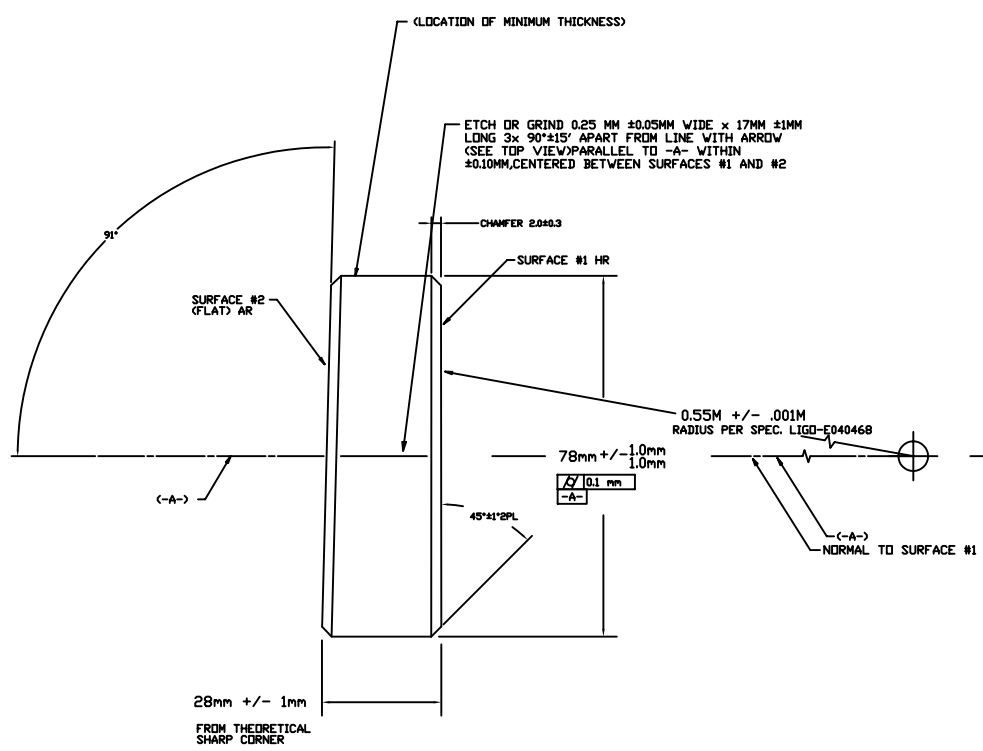 (LOCATION OF MINIMUM THICKNESS)
ETCH OR GRIND 0.25 MM ±0.05MM WIDE x 17MM ±1MM
LONG 3x 90°±15' APART FROM LINE WITH ARROW
(SEE TOP VIEW)PARALLEL TO -A- WITHIN
±0.10MM,CENTERED BETWEEN SURFACES #1 AND #2
91°
CHAMFER 2.0±0.3
SURFACE #1 HR
SURFACE #2
(FLAT) AR
0.55M +/- .001M
RADIUS PER SPEC. LIGO-E040468
78mm +/- 1.0mm
1.0mm
0.1 mm
-A-
(-A-)
45°±1°2PL
(-A-)
NORMAL TO SURFACE #1
28mm +/- 1mm
FROM THEORETICAL
SHARP CORNER